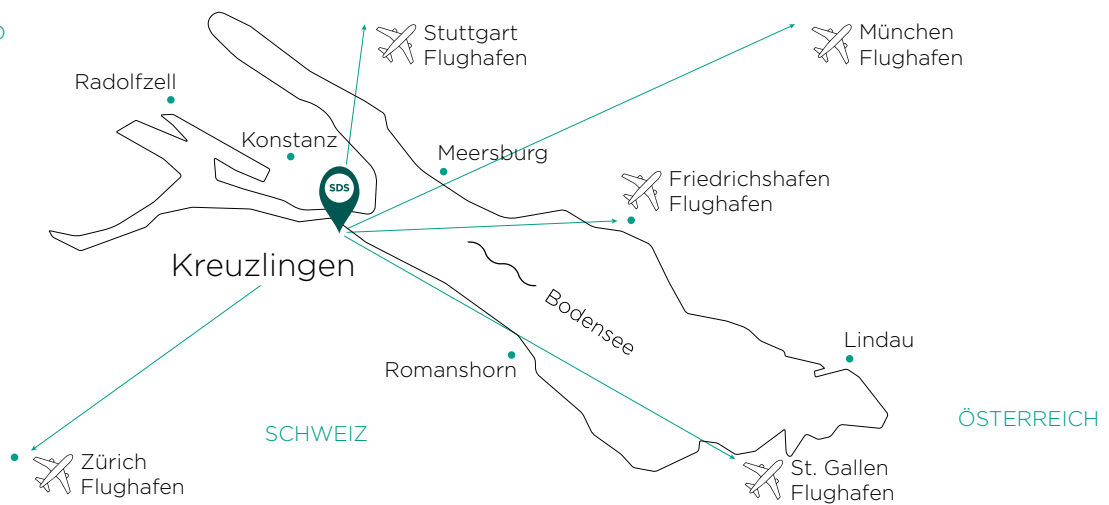 Stuttgart
Flughafen
München
Flughafen
Radolfzell
Konstanz
Meersburg
Friedrichshafen
Flughafen
SDS
Kreuzlingen
Bodensee
Lindau
Romanshorn
SCHWEIZ
ÖSTERREICH
Zürich
Flughafen
St. Gallen
Flughafen